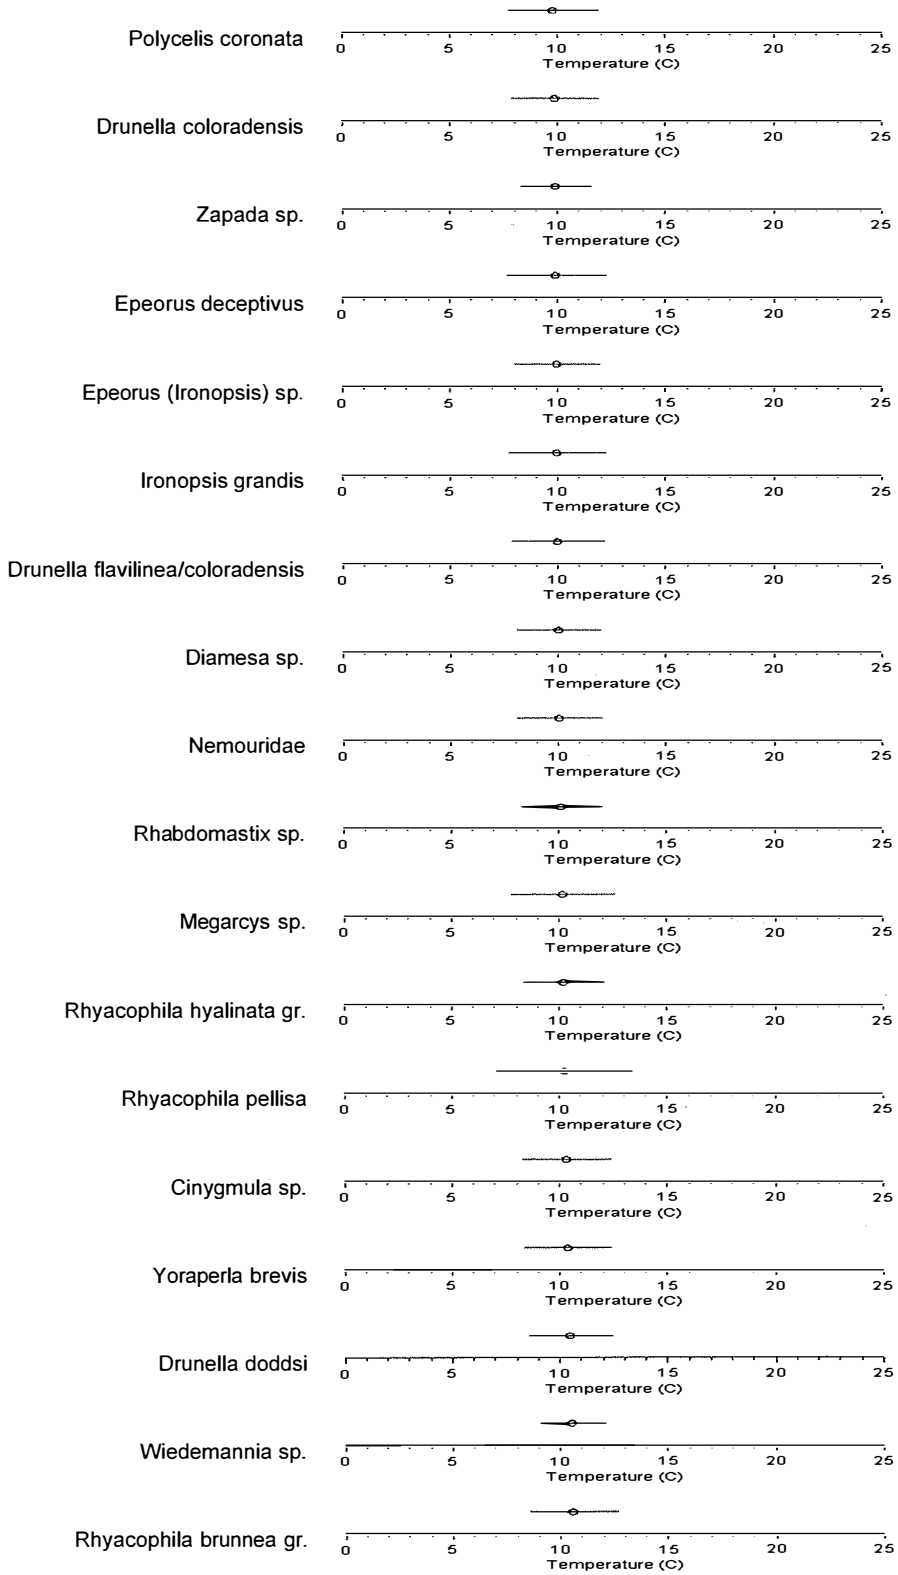 Polycelis coronata
0 5 10 15 20 25
Temperature (C)
Drunella coloradensis
0 5 10 15 20 25
Temperature (C)
Zapada sp.
0 5 10 15 20 25
Temperature (C)
Epeorus deceptivus
0 5 10 15 20 25
Temperature (C)
Epeorus (Ironopsis) sp.
0 5 10 15 20 25
Temperature (C)
Ironopsis grandis
0 5 10 15 20 25
Temperature (C)
Drunella flavilinea/coloradensis
0 5 10 15 20 25
Temperature (C)
Diamesa sp.
0 5 10 15 20 25
Temperature (C)
Nemouridae
0 5 10 15 20 25
Temperature (C)
Rhabdomastix sp.
0 5 10 15 20 25
Temperature (C)
Megarcys sp.
0 5 10 15 20 25
Temperature (C)
Rhyacophila hyalinata gr.
0 5 10 15 20 25
Temperature (C)
Rhyacophila pellisa
0 5 10 15 20 25
Temperature (C)
Cinygmula sp.
0 5 10 15 20 25
Temperature (C)
Yoraperla brevis
0 5 10 15 20 25
Temperature (C)
Drunella doddsi
0 5 10 15 20 25
Temperature (C)
Wiedemannia sp.
0 5 10 15 20 25
Temperature (C)
Rhyacophila brunnea gr.
0 5 10 15 20 25
Temperature (C)